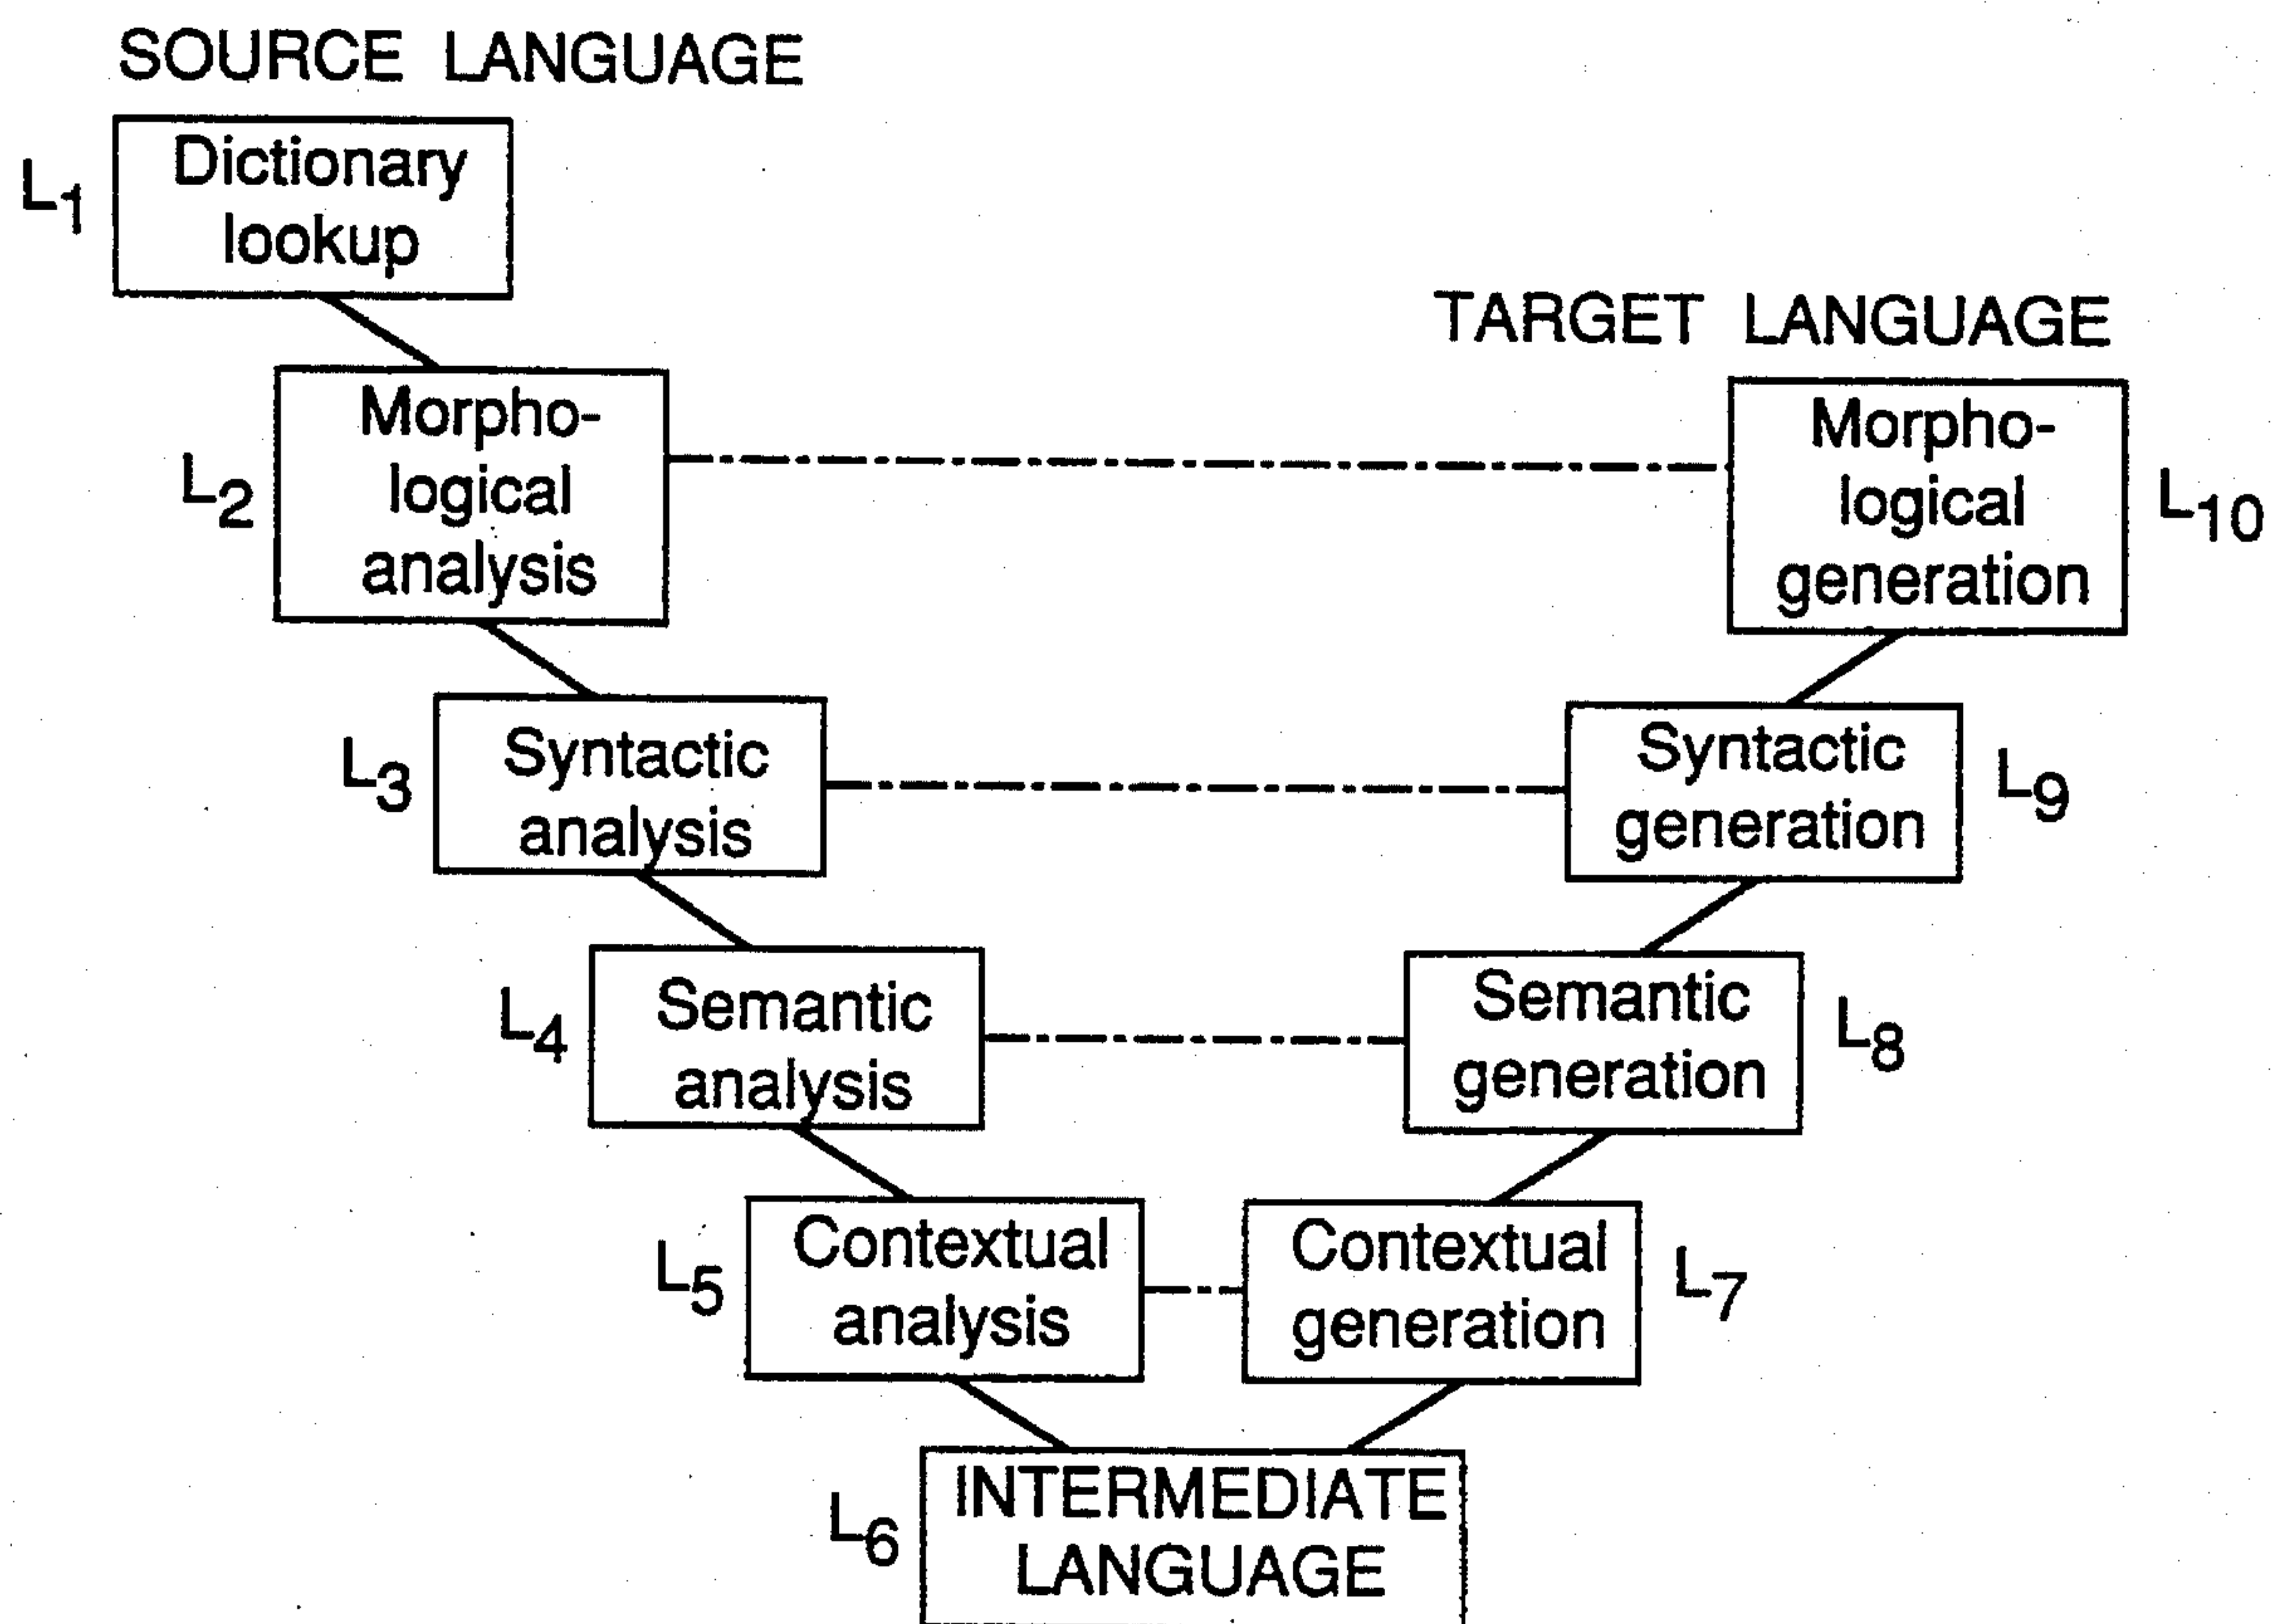 SOURCE LANGUAGE
L1
Dictionary
lookup
TARGET LANGUAGE
L2
Morpho-
logical
analysis
Morpho-
logical
generation
L10
L3
Syntactic
analysis
Syntactic
generation
L9
L4
Semantic
analysis
Semantic
generation
L8
L5
Contextual
analysis
Contextual
generation
L7
L6
INTERMEDIATE
LANGUAGE